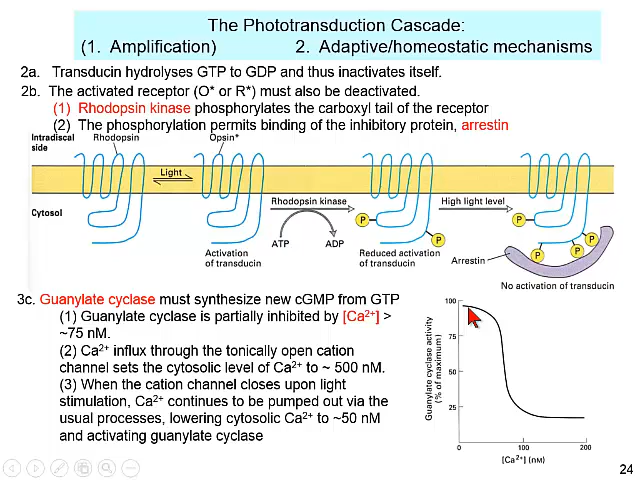 The Phototransduction Cascade:
(1. Amplification) 2. Adaptive/homeostatic mechanisms
2a. Transducin hydrolyses GTP to GDP and thus inactivates itself.
2b. The activated receptor (O* or R*) must also be deactivated.
(1) Rhodopsin kinase phosphorylates the carboxyl tail of the receptor
(2) The phosphorylation permits binding of the inhibitory protein, arrestin
Intradiscal side
Rhodopsin
Opsin*
Light
Cytosol
Rhodopsin kinase
High light level
P
P
P
P
P
P
ATP
ADP
Activation
of transducin
Reduced activation
of transducin
Arrestin
No activation of transducin
3c. Guanylate cyclase must synthesize new cGMP from GTP
(1) Guanylate cyclase is partially inhibited by [Ca²⁺] >
~75 nM.
(2) Ca²⁺ influx through the tonically open cation
channel sets the cytosolic level of Ca²⁺ to ~ 500 nM.
(3) When the cation channel closes upon light
stimulation, Ca²⁺ continues to be pumped out via the
usual processes, lowering cytosolic Ca²⁺ to ~50 nM
and activating guanylate cyclase
Guanylate cyclase activity
(% of maximum)
100
75
50
25
0
100
200
[Ca²⁺] (nM)
24